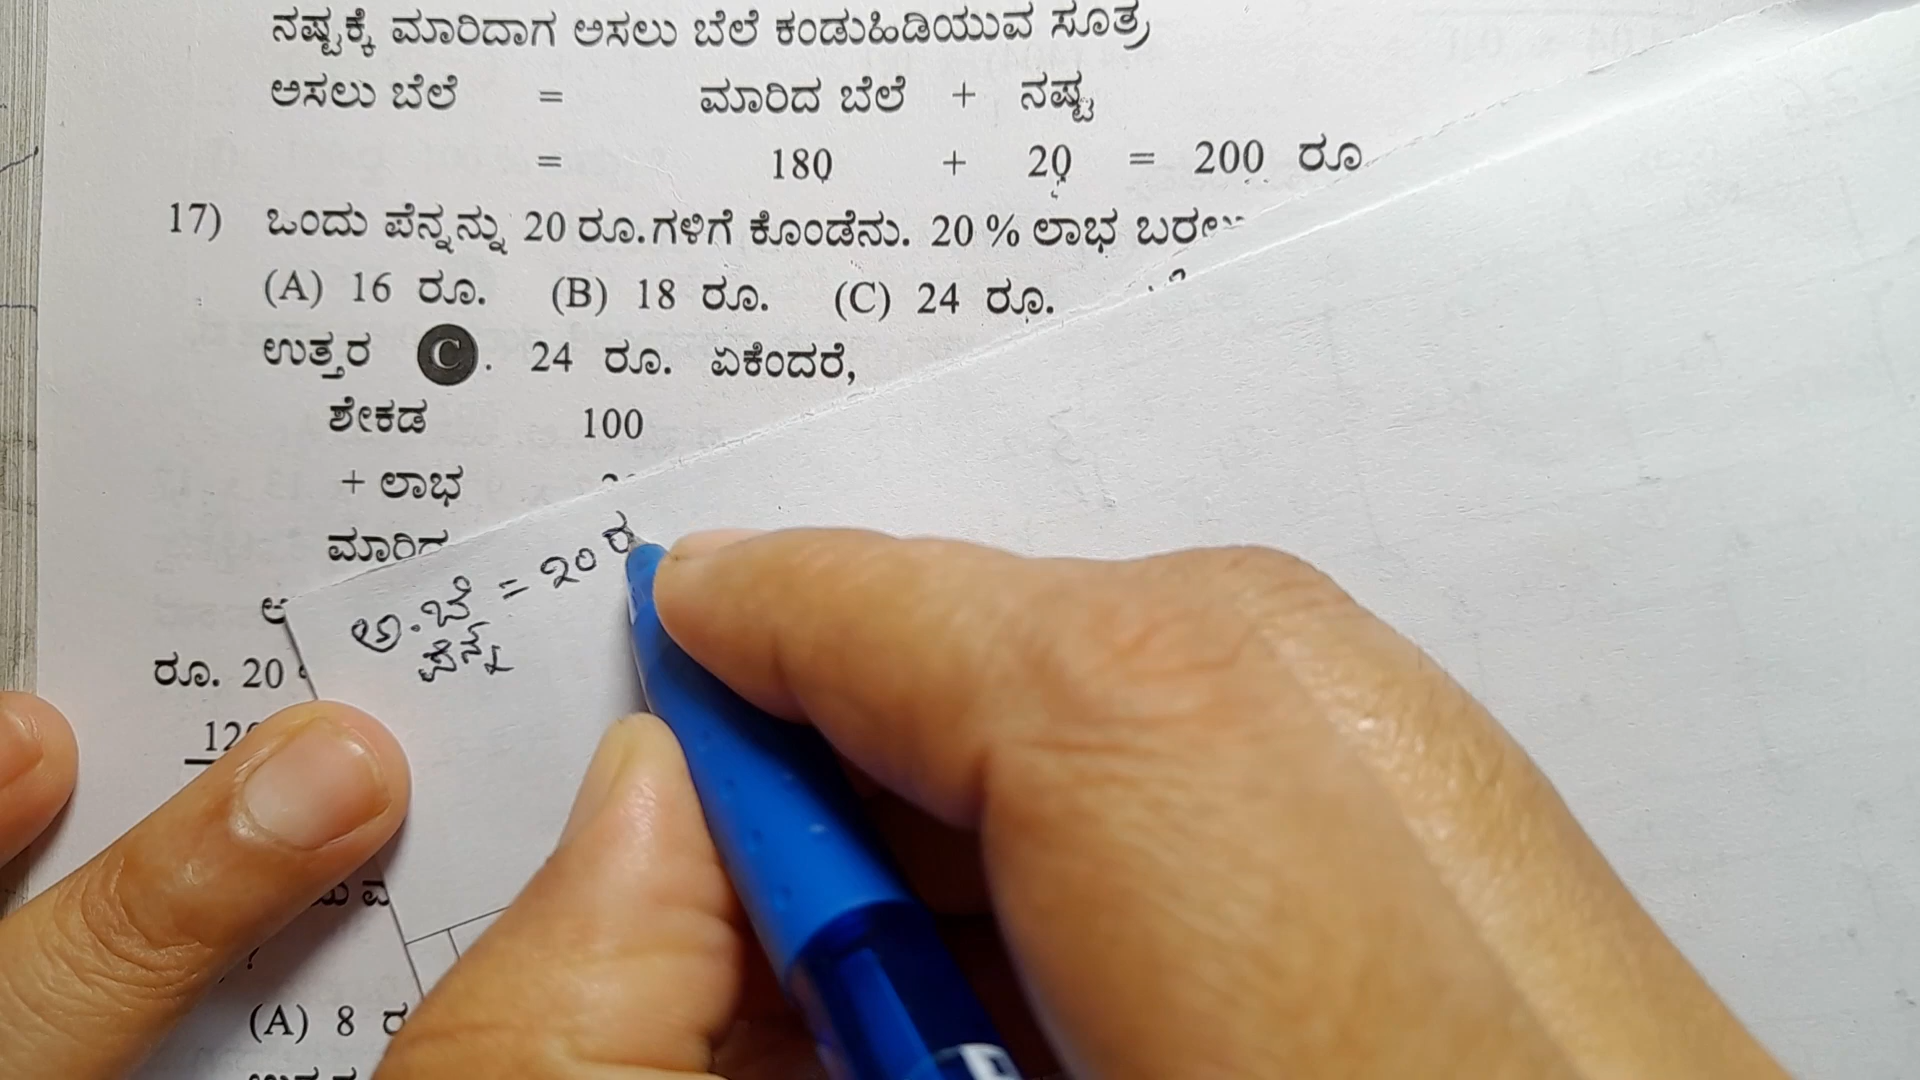 ನಷ್ಟಕ್ಕೆ ಮಾರಿದಾಗ ಅಸಲು ಬೆಲೆ ಕಂಡುಹಿಡಿಯುವ ಸೂತ್ರ
ಅಸಲು ಬೆಲೆ = ಮಾರಿದ ಬೆಲೆ + ನಷ್ಟ
= 180 + 20 = 200 ರೂ
17) ಒಂದು ಪೆನ್ನನ್ನು 20 ರೂ.ಗಳಿಗೆ ಕೊಂಡೆನು. 20 % ಲಾಭ
(A) 16 ರೂ. (B) 18 ರೂ. (C) 24 ರೂ.
ಉತ್ತರ C. 24 ರೂ. ಏಕೆಂದರೆ,
ಶೇಕಡ 100
+ ಲಾಭ
ಅ.ಬೆ = 20 ರ
ಪೆನ್ನ
ರೂ. 20
(A) 8